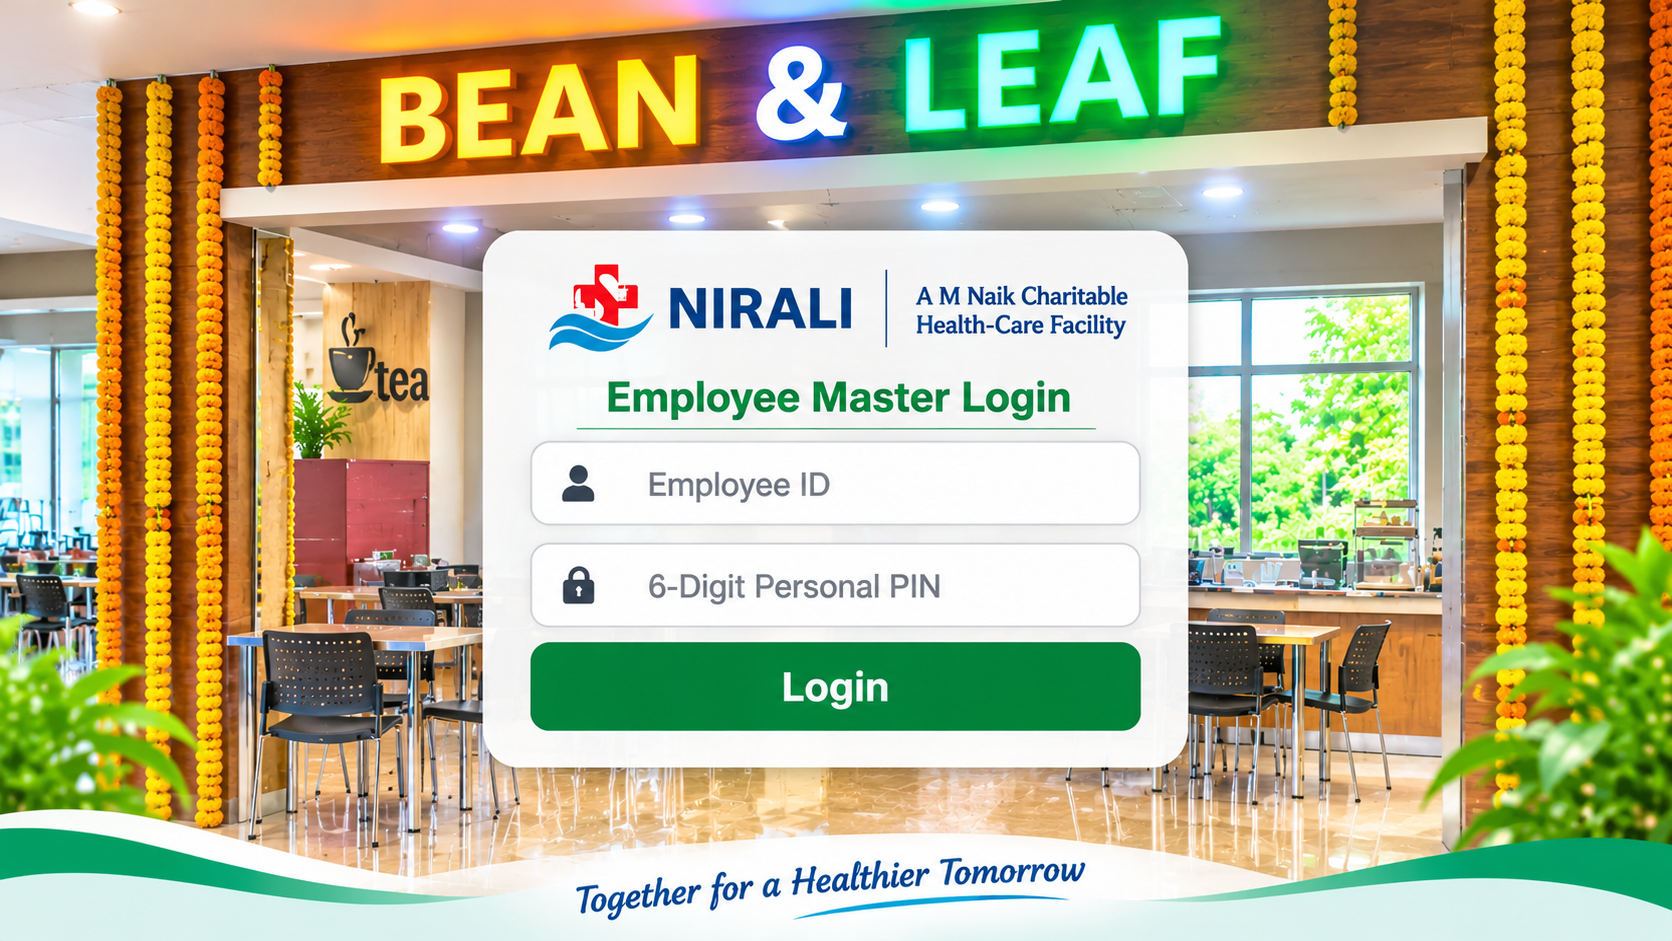 BEAN & LEAF
tea
NIRALI
A M Naik Charitable
Health-Care Facility
Employee Master Login
Employee ID
6-Digit Personal PIN
Login
Together for a Healthier Tomorrow